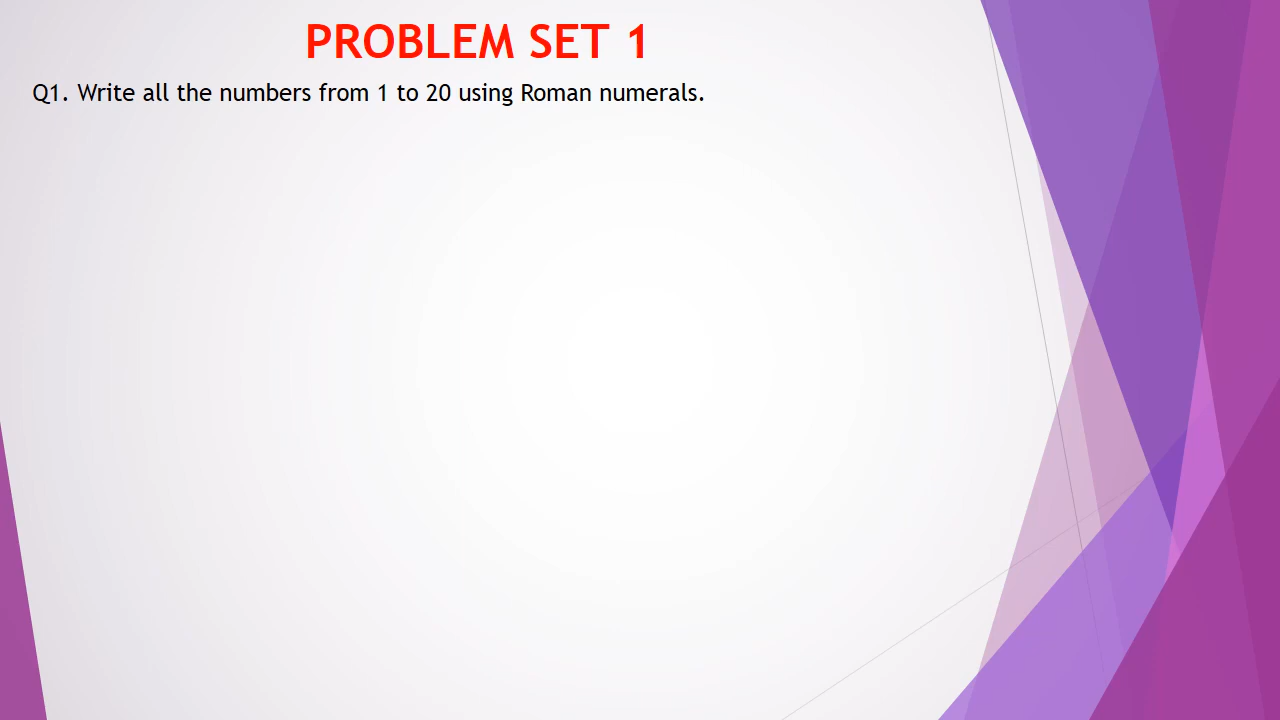 PROBLEM SET 1
Q1. Write all the numbers from 1 to 20 using Roman numerals.